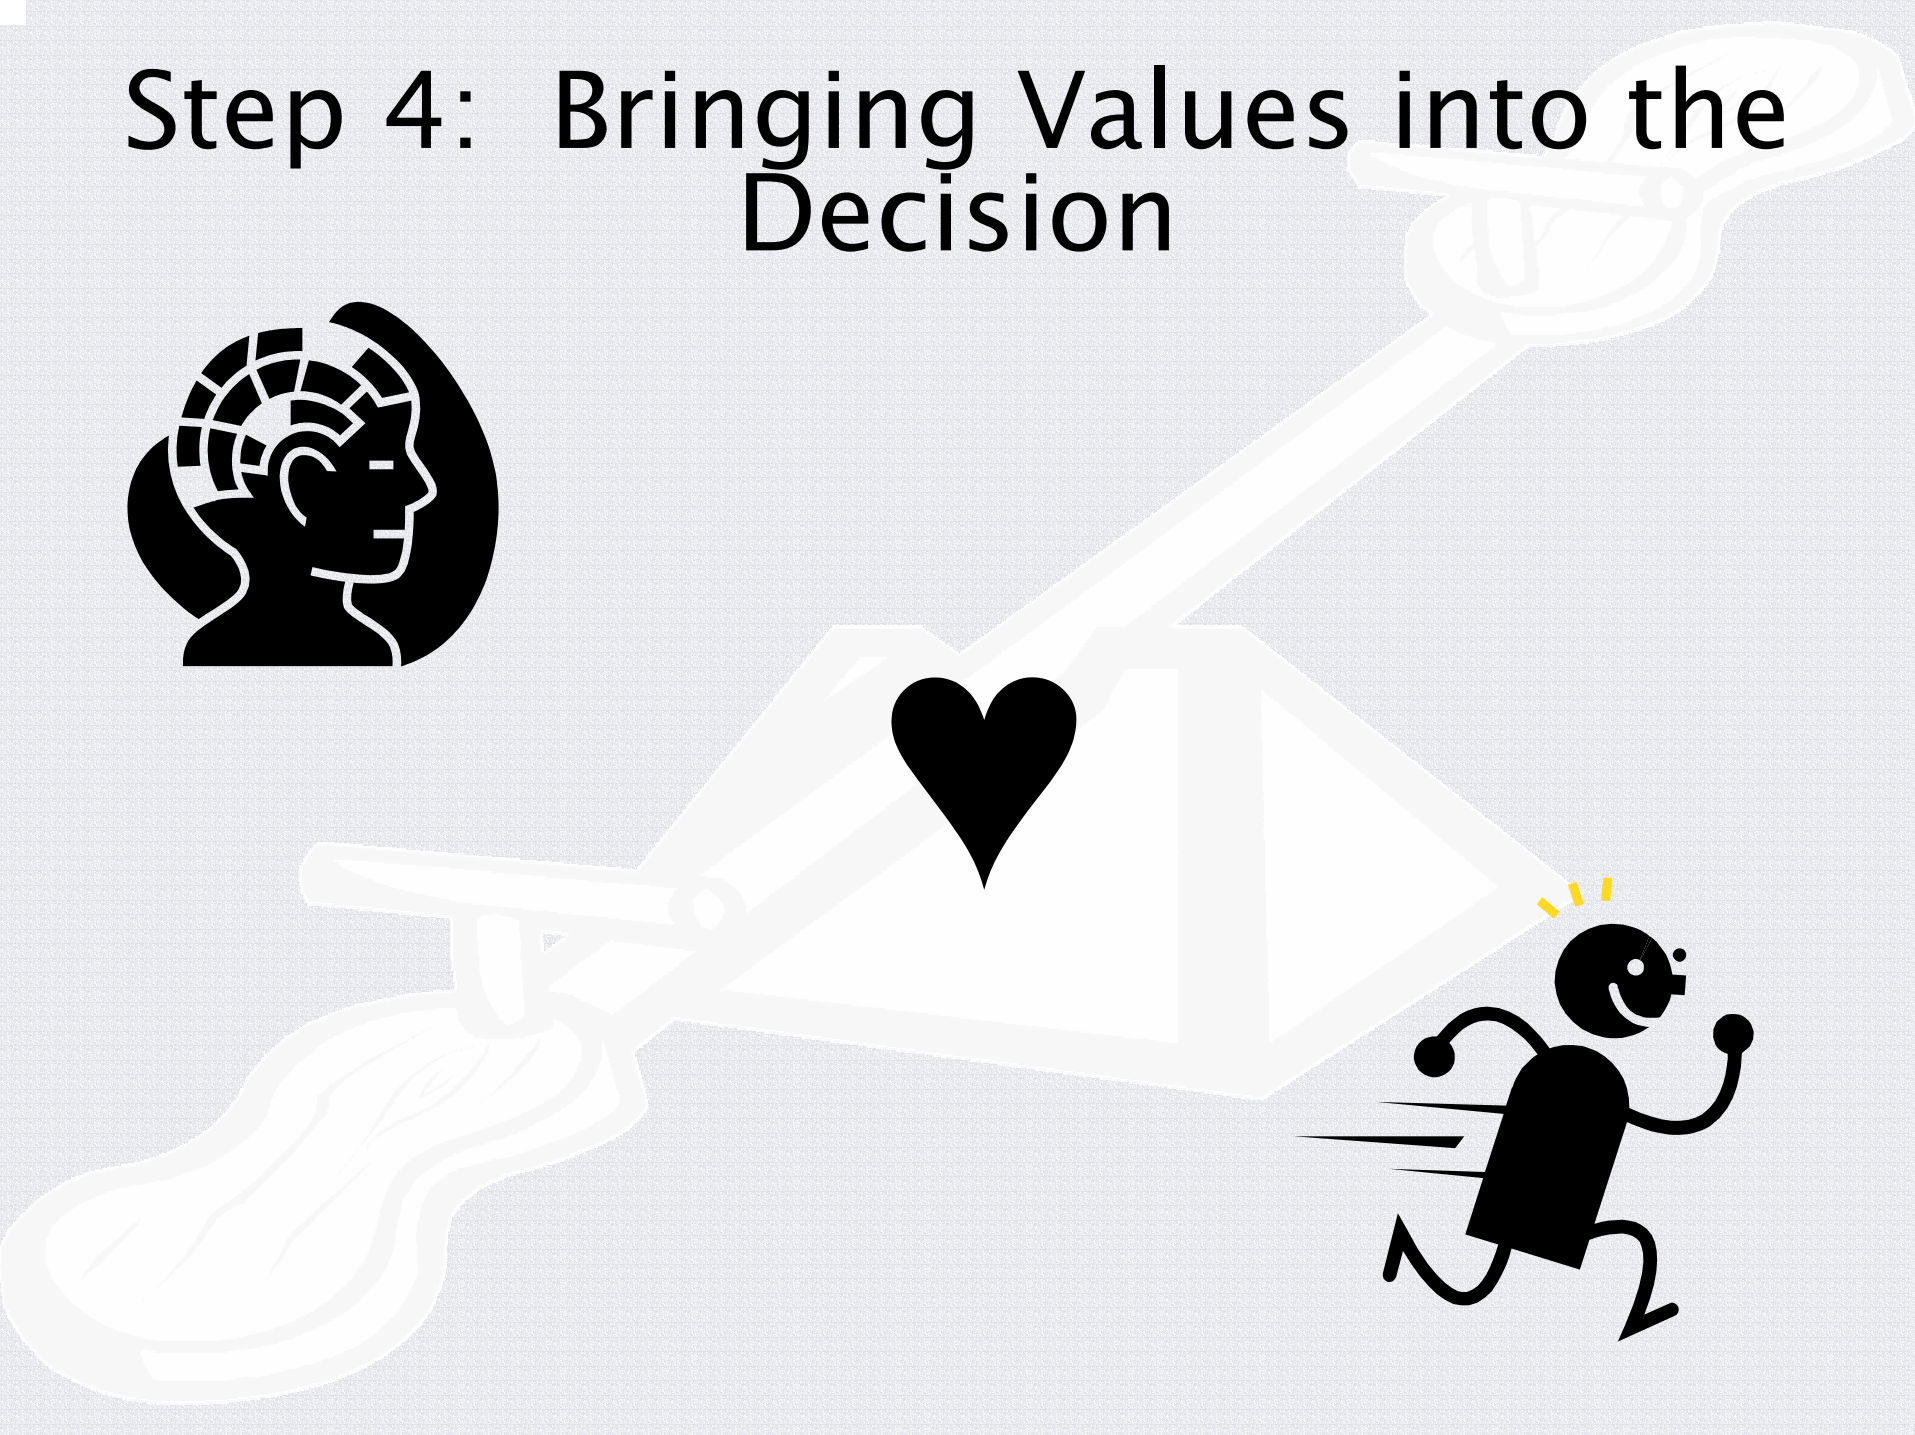 Step 4:  Bringing Values into the
Decision